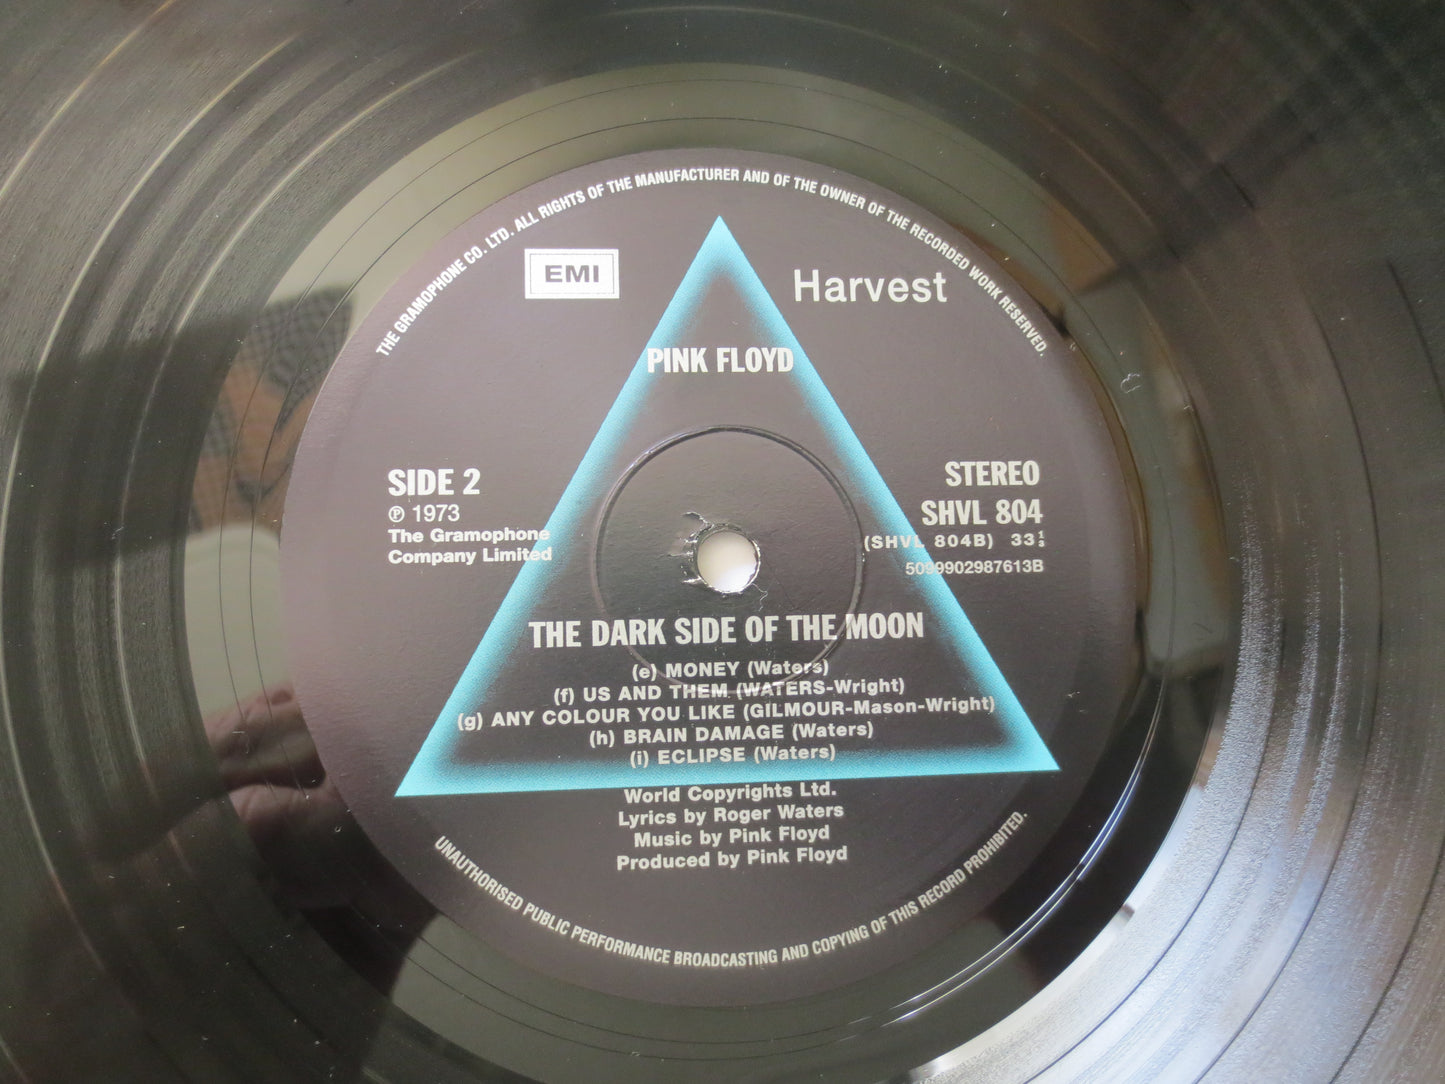 THE GRAMOPHONE CO. LTD. ALL RIGHTS OF THE MANUFACTURER AND OF THE OWNER OF THE RECORDED WORK RESERVED.
EMI
Harvest
PINK FLOYD
SIDE 2
℗ 1973
The Gramophone
Company Limited
STEREO
SHVL 804
(SHVL 804B) 33⅓
5099902987613B
THE DARK SIDE OF THE MOON
(e) MONEY (Waters)
(f) US AND THEM (WATERS-Wright)
(g) ANY COLOUR YOU LIKE (GILMOUR-Mason-Wright)
(h) BRAIN DAMAGE (Waters)
(i) ECLIPSE (Waters)
World Copyrights Ltd.
Lyrics by Roger Waters
Music by Pink Floyd
Produced by Pink Floyd
UNAUTHORISED PUBLIC PERFORMANCE BROADCASTING AND COPYING OF THIS RECORD PROHIBITED.